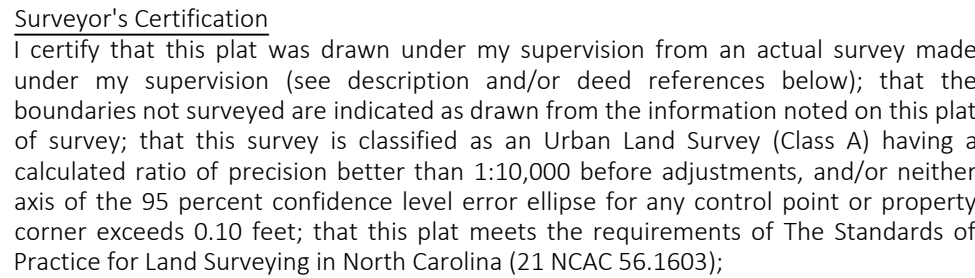 Surveyor's Certification
I certify that this plat was drawn under my supervision from an actual survey made
under my supervision (see description and/or deed references below); that the
boundaries not surveyed are indicated as drawn from the information noted on this plat
of survey; that this survey is classified as an Urban Land Survey (Class A) having a
calculated ratio of precision better than 1:10,000 before adjustments, and/or neither
axis of the 95 percent confidence level error ellipse for any control point or property
corner exceeds 0.10 feet; that this plat meets the requirements of The Standards of
Practice for Land Surveying in North Carolina (21 NCAC 56.1603);